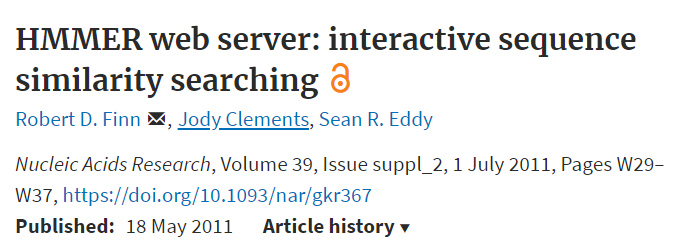 HMMER web server: interactive sequence
similarity searching
Robert D. Finn, Jody Clements, Sean R. Eddy
Nucleic Acids Research, Volume 39, Issue suppl_2, 1 July 2011, Pages W29–
W37, https://doi.org/10.1093/nar/gkr367
Published: 18 May 2011 Article history ▾